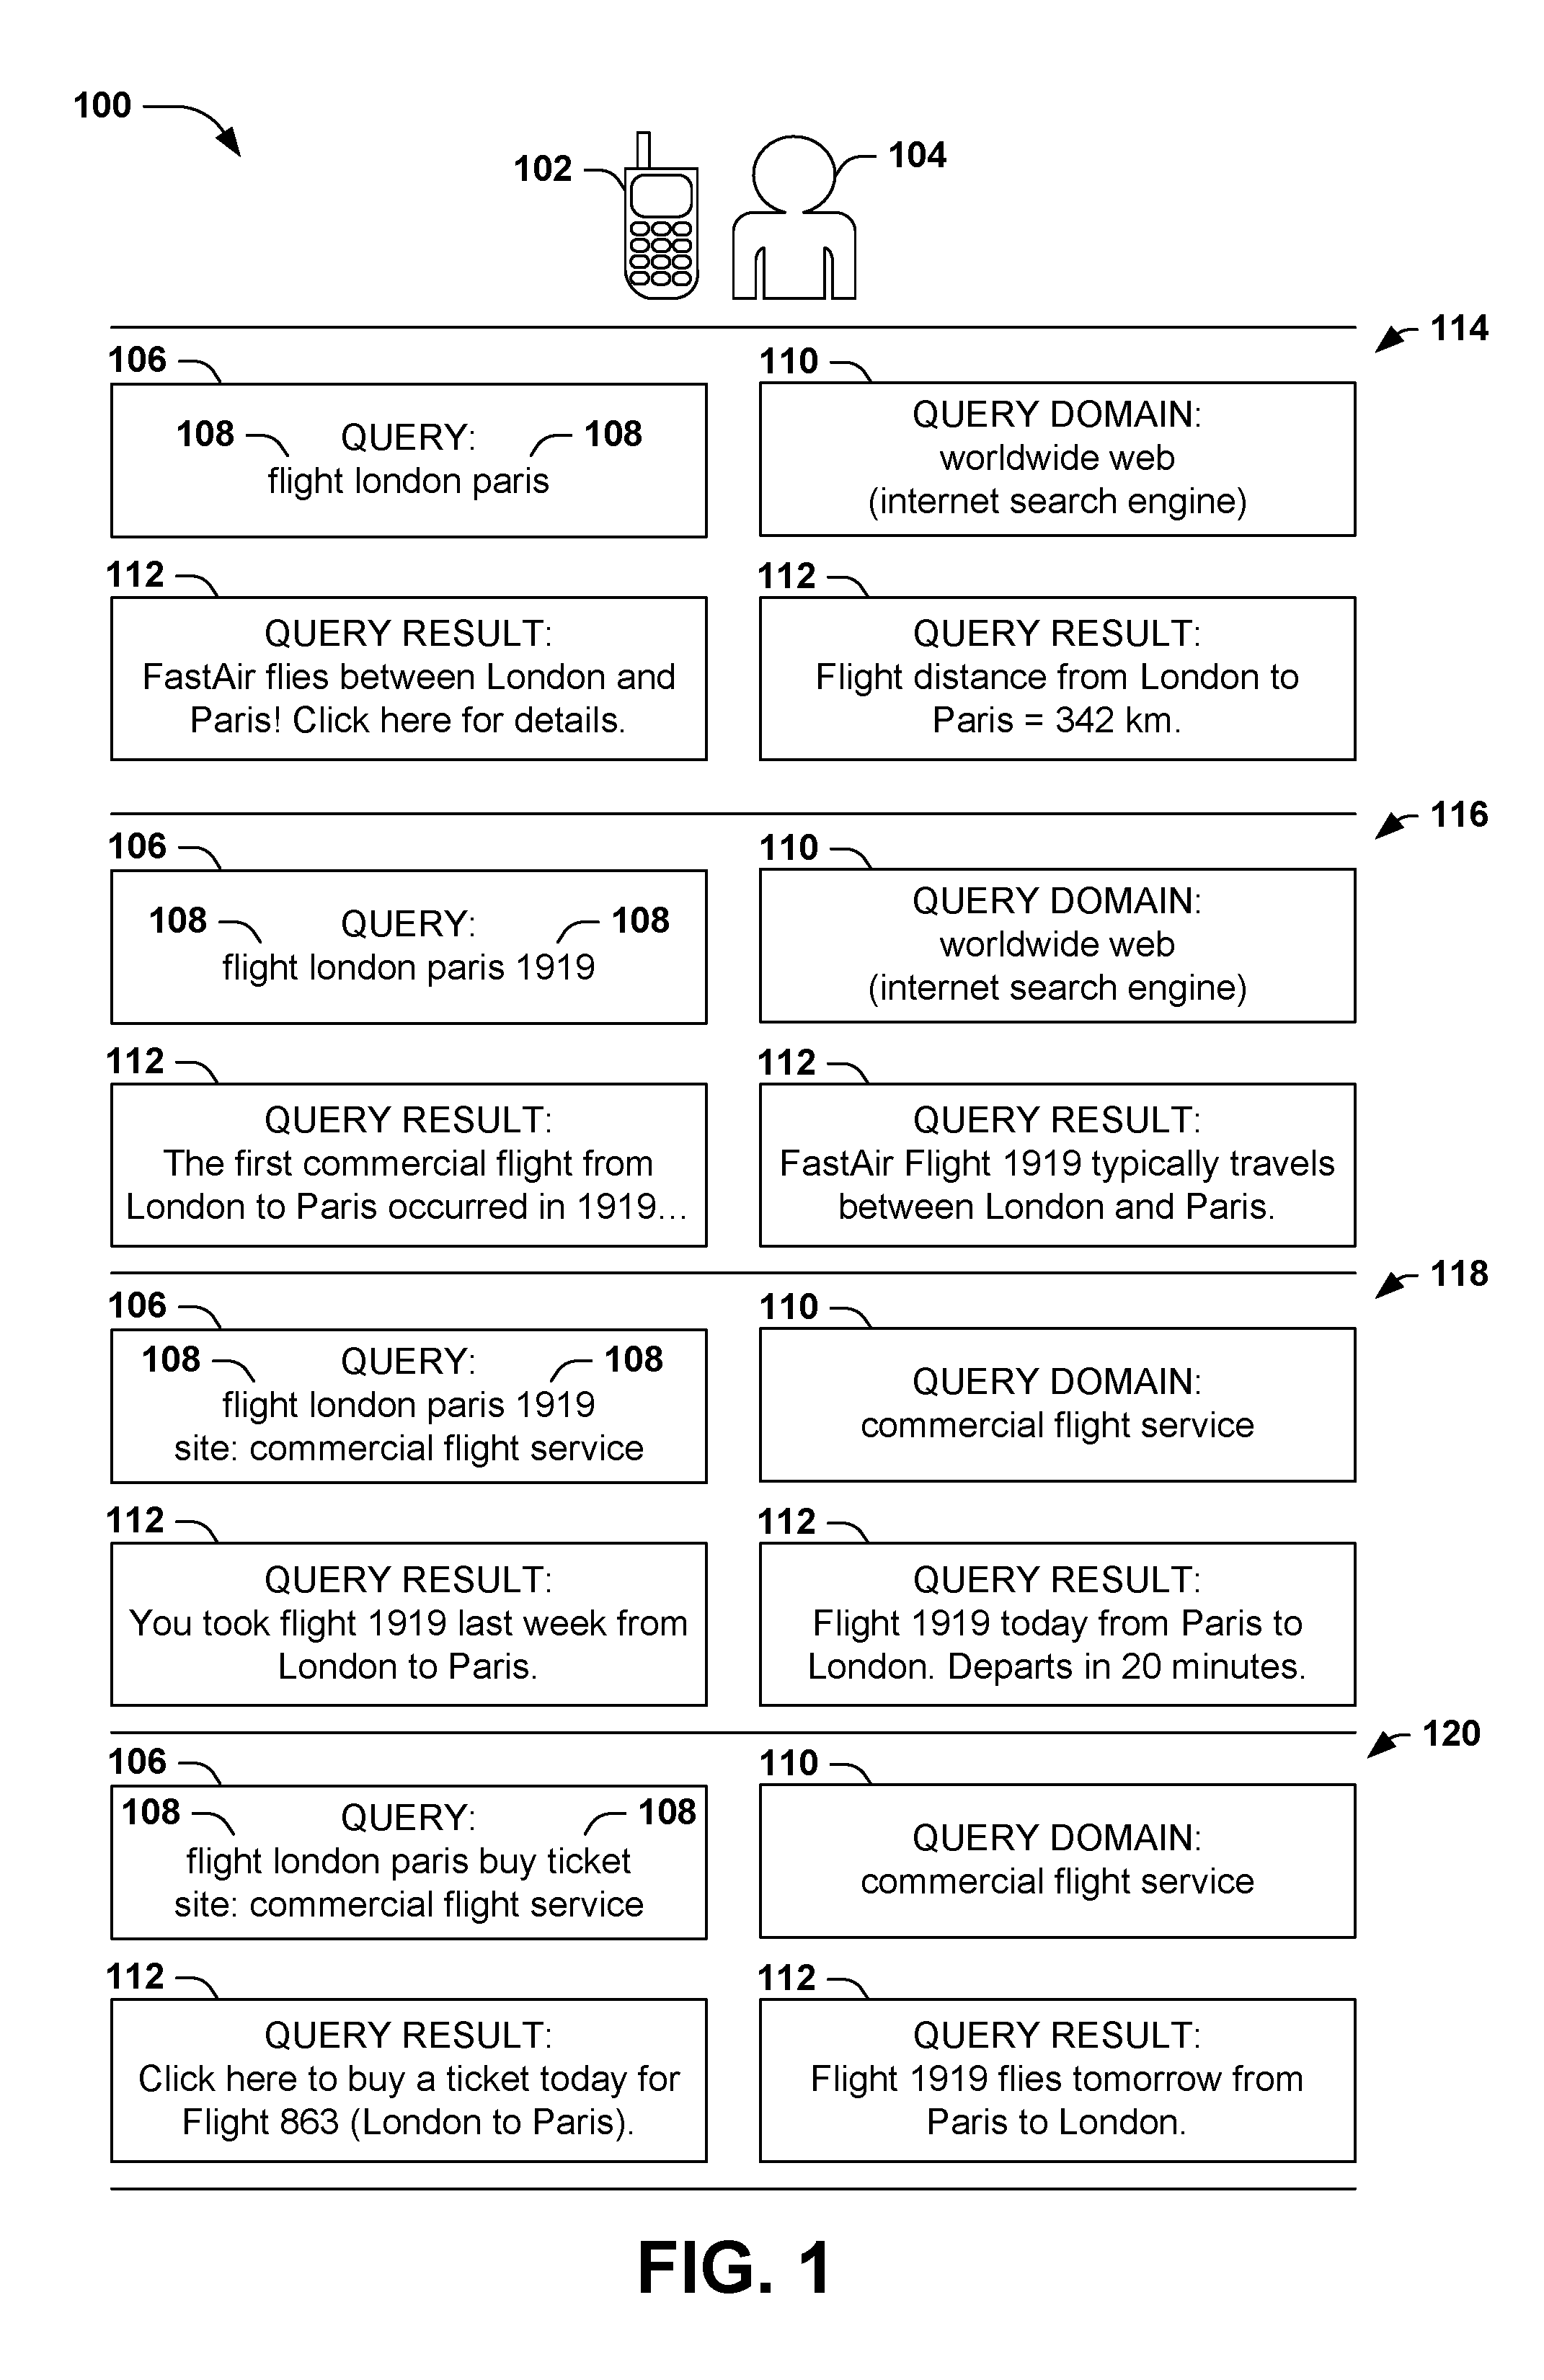 100
102
104
114
106
110
108 QUERY: 108
flight london paris
QUERY DOMAIN:
worldwide web
(internet search engine)
112
112
QUERY RESULT:
FastAir flies between London and
Paris! Click here for details.
QUERY RESULT:
Flight distance from London to
Paris = 342 km.
116
106
110
108 QUERY: 108
flight london paris 1919
QUERY DOMAIN:
worldwide web
(internet search engine)
112
112
QUERY RESULT:
The first commercial flight from
London to Paris occurred in 1919...
QUERY RESULT:
FastAir Flight 1919 typically travels
between London and Paris.
118
106
110
108 QUERY: 108
flight london paris 1919
site: commercial flight service
QUERY DOMAIN:
commercial flight service
112
112
QUERY RESULT:
You took flight 1919 last week from
London to Paris.
QUERY RESULT:
Flight 1919 today from Paris to
London. Departs in 20 minutes.
120
106
110
108 QUERY: 108
flight london paris buy ticket
site: commercial flight service
QUERY DOMAIN:
commercial flight service
112
112
QUERY RESULT:
Click here to buy a ticket today for
Flight 863 (London to Paris).
QUERY RESULT:
Flight 1919 flies tomorrow from
Paris to London.
FIG. 1